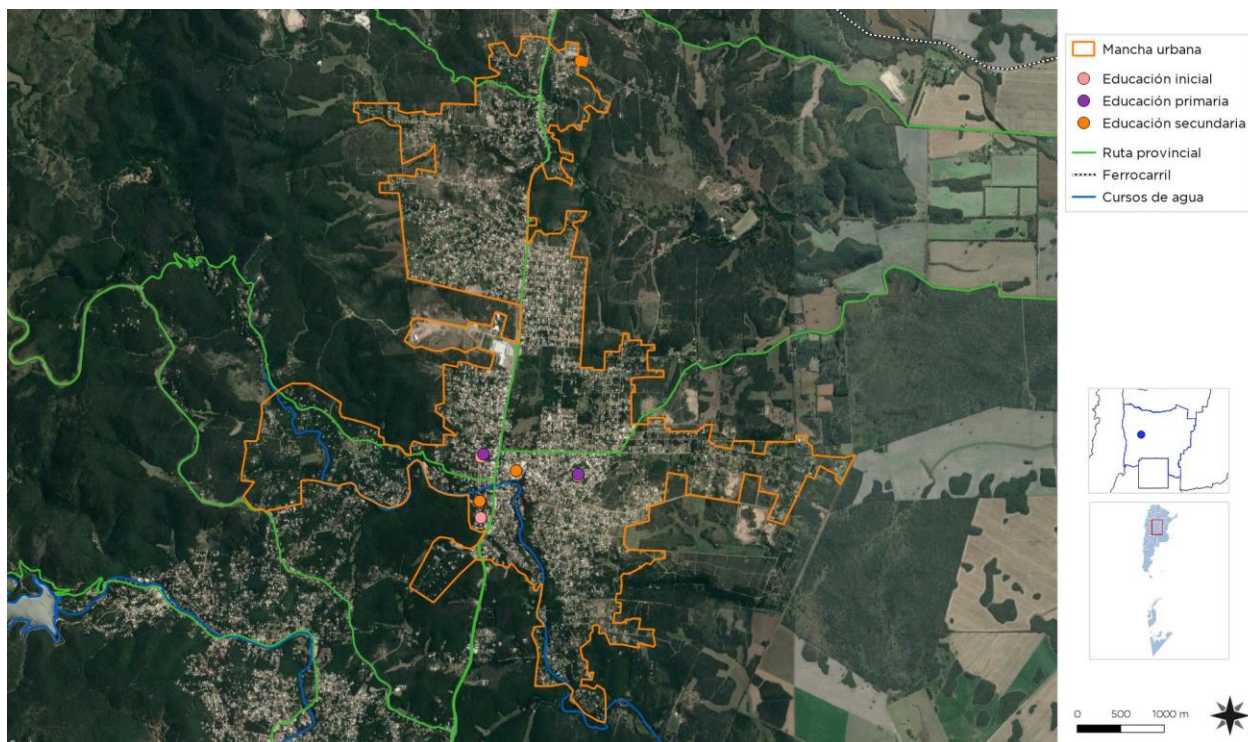 Mancha urbana
Educación inicial
Educación primaria
Educación secundaria
Ruta provincial
Ferrocarril
Cursos de agua
0 500 1000 m